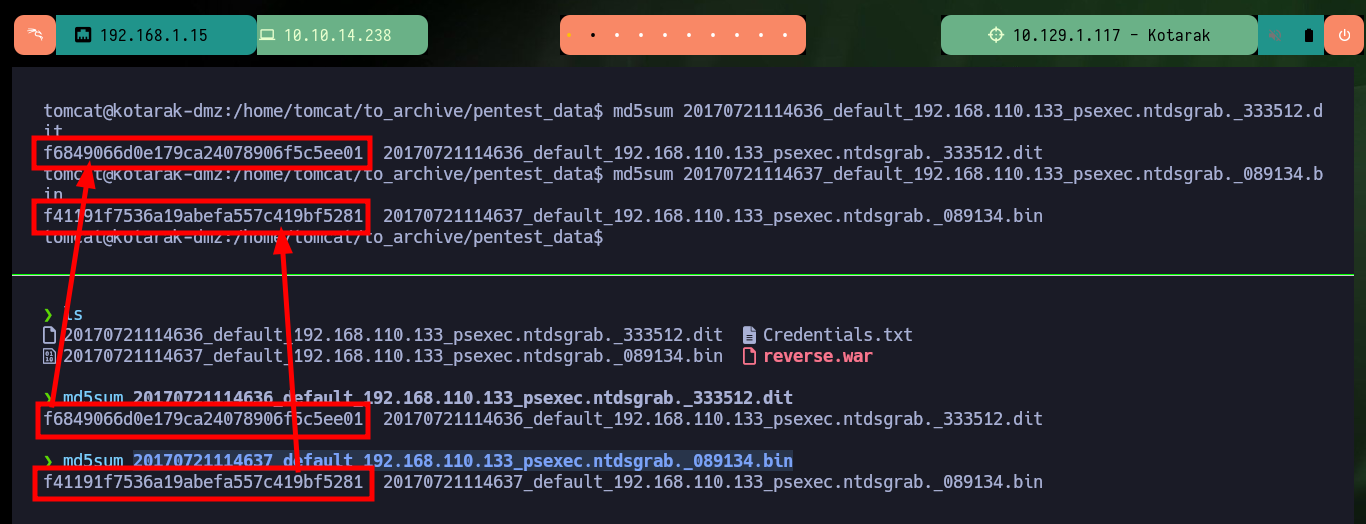 192.168.1.15 10.10.14.238 10.129.1.117 - Kotarak
tomcat@kotarak-dmz:/home/tomcat/to_archive/pentest_data$ md5sum 20170721114636_default_192.168.110.133_psexec.ntdsgrab._333512.d
it
f6849066d0e179ca24078906f5c5ee01 20170721114636_default_192.168.110.133_psexec.ntdsgrab._333512.dit
tomcat@kotarak-dmz:/home/tomcat/to_archive/pentest_data$ md5sum 20170721114637_default_192.168.110.133_psexec.ntdsgrab._089134.b
in
f41191f7536a19abefa557c419bf5281 20170721114637_default_192.168.110.133_psexec.ntdsgrab._089134.bin
tomcat@kotarak-dmz:/home/tomcat/to_archive/pentest_data$
❯ ls
20170721114636_default_192.168.110.133_psexec.ntdsgrab._333512.dit Credentials.txt
20170721114637_default_192.168.110.133_psexec.ntdsgrab._089134.bin reverse.war
❯ md5sum 20170721114636_default_192.168.110.133_psexec.ntdsgrab._333512.dit
f6849066d0e179ca24078906f5c5ee01 20170721114636_default_192.168.110.133_psexec.ntdsgrab._333512.dit
❯ md5sum 20170721114637_default_192.168.110.133_psexec.ntdsgrab._089134.bin
f41191f7536a19abefa557c419bf5281 20170721114637_default_192.168.110.133_psexec.ntdsgrab._089134.bin